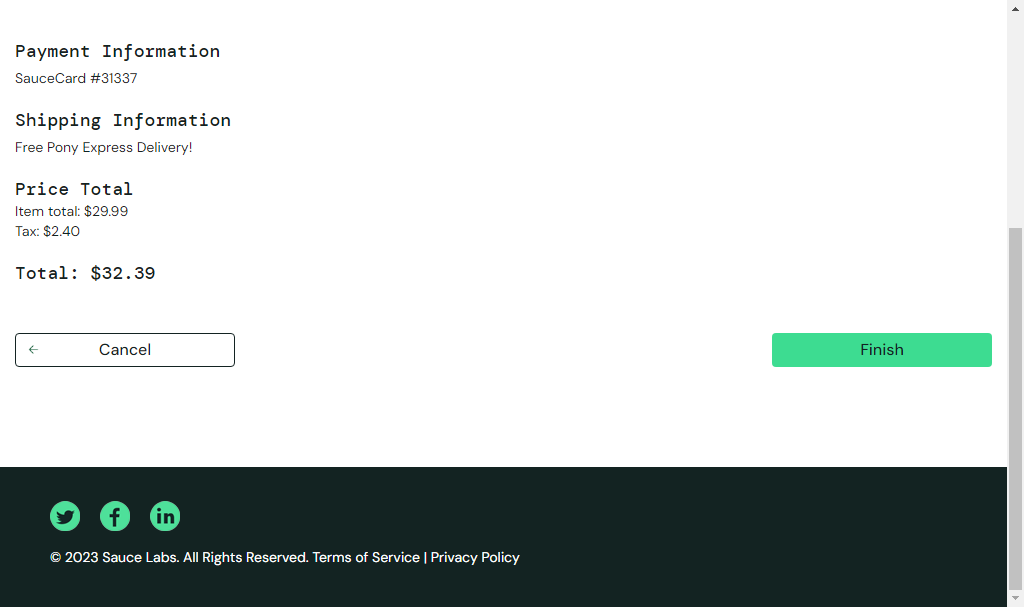 Payment Information
SauceCard #31337
Shipping Information
Free Pony Express Delivery!
Price Total
Item total: $29.99
Tax: $2.40
Total: $32.39
Cancel
Finish
© 2023 Sauce Labs. All Rights Reserved. Terms of Service | Privacy Policy